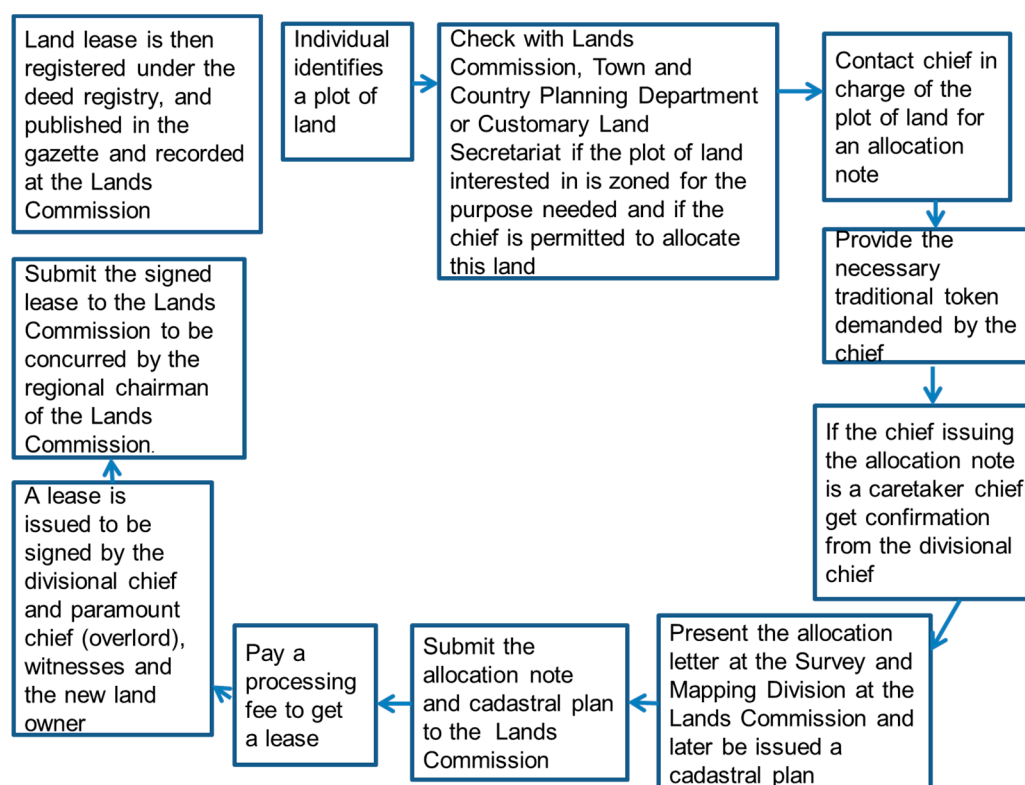 Land lease is then
registered under the
deed registry, and
published in the
gazette and recorded
at the Lands
Commission
Individual
identifies
a plot of
land
Check with Lands
Commission, Town and
Country Planning Department
or Customary Land
Secretariat if the plot of land
interested in is zoned for the
purpose needed and if the
chief is permitted to allocate
this land
Contact chief in
charge of the
plot of land for
an allocation
note
Provide the
necessary
traditional token
demanded by the
chief
If the chief issuing
the allocation note
is a caretaker chief
get confirmation
from the divisional
chief
Present the allocation
letter at the Survey and
Mapping Division at the
Lands Commission and
later be issued a
cadastral plan
Submit the
allocation note
and cadastral plan
to the Lands
Commission
Pay a
processing
fee to get
a lease
A lease is
issued to be
signed by the
divisional chief
and paramount
chief (overlord),
witnesses and
the new land
owner
Submit the signed
lease to the Lands
Commission to be
concurred by the
regional chairman
of the Lands
Commission.